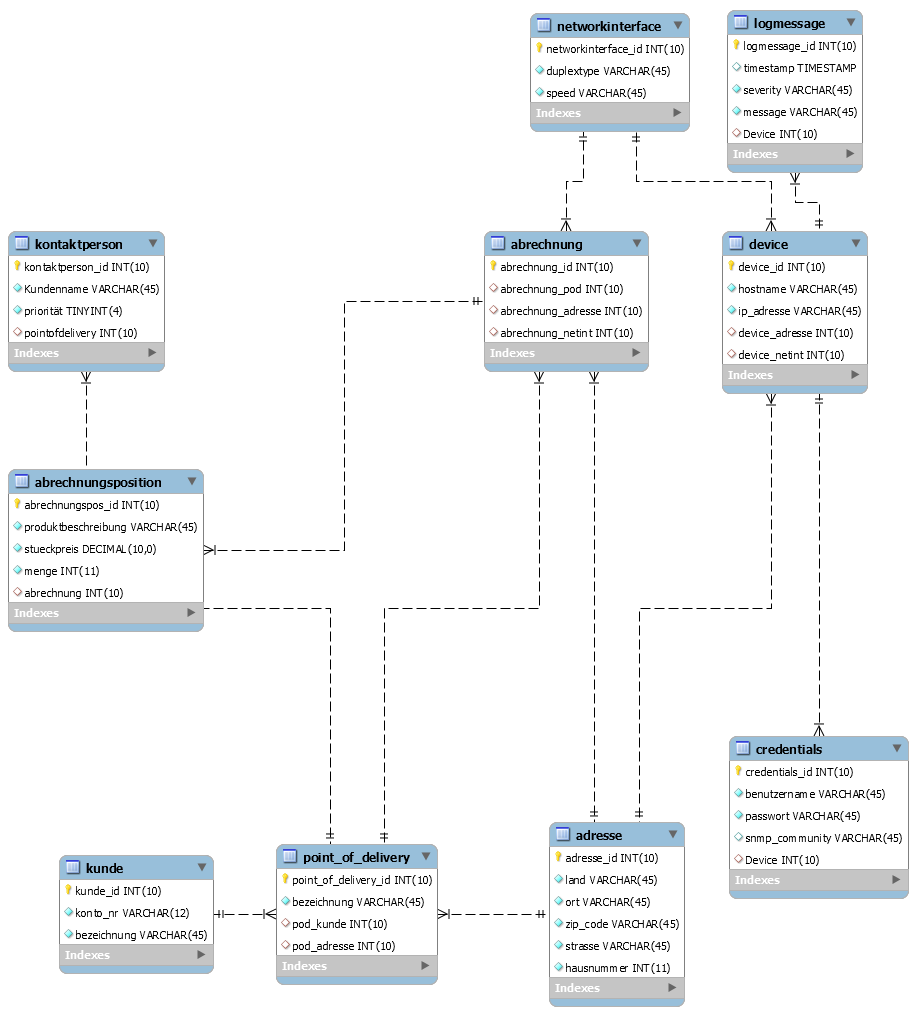 networkinterface
networkinterface_id INT(10)
duplextype VARCHAR(45)
speed VARCHAR(45)
Indexes
logmessage
logmessage_id INT(10)
timestamp TIMESTAMP
severity VARCHAR(45)
message VARCHAR(45)
Device INT(10)
Indexes
kontaktperson
kontaktperson_id INT(10)
Kundenname VARCHAR(45)
priorität TINYINT(4)
pointofdelivery INT(10)
Indexes
abrechnung
abrechnung_id INT(10)
abrechnung_pod INT(10)
abrechnung_adresse INT(10)
abrechnung_netint INT(10)
Indexes
device
device_id INT(10)
hostname VARCHAR(45)
ip_adresse VARCHAR(45)
device_adresse INT(10)
device_netint INT(10)
Indexes
abrechnungsposition
abrechnungspos_id INT(10)
produktbeschreibung VARCHAR(45)
stueckpreis DECIMAL(10,0)
menge INT(11)
abrechnung INT(10)
Indexes
credentials
credentials_id INT(10)
benutzername VARCHAR(45)
passwort VARCHAR(45)
snmp_community VARCHAR(45)
Device INT(10)
Indexes
kunde
kunde_id INT(10)
konto_nr VARCHAR(12)
bezeichnung VARCHAR(45)
Indexes
point_of_delivery
point_of_delivery_id INT(10)
bezeichnung VARCHAR(45)
pod_kunde INT(10)
pod_adresse INT(10)
Indexes
adresse
adresse_id INT(10)
land VARCHAR(45)
ort VARCHAR(45)
zip_code VARCHAR(45)
strasse VARCHAR(45)
hausnummer INT(11)
Indexes